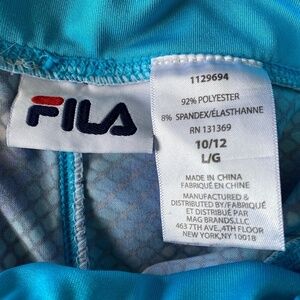 FILA
1129694
92% POLYESTER
8% SPANDEX/ÉLASTHANNE
RN 131369
10/12
L/G
MADE IN CHINA
FABRIQUÉ EN CHINE
MANUFACTURED &
DISTRIBUTED BY/FABRIQUÉ
ET DISTRIBUÉ PAR
MAG BRANDS,LLC
463 7TH AVE.,4TH FLOOR
NEW YORK,NY 10018